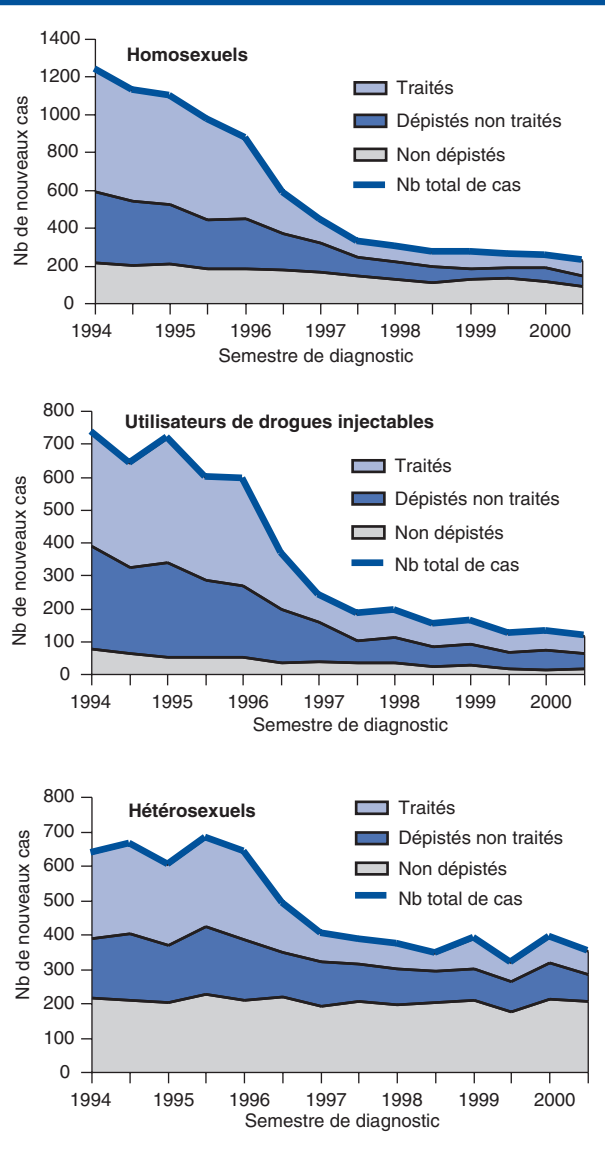 Homosexuels
Nb de nouveaux cas
1400
1200
1000
800
600
400
200
0
Traités
Dépistés non traités
Non dépistés
Nb total de cas
1994 1995 1996 1997 1998 1999 2000
Semestre de diagnostic
Utilisateurs de drogues injectables
Nb de nouveaux cas
800
700
600
500
400
300
200
100
0
Traités
Dépistés non traités
Non dépistés
Nb total de cas
1994 1995 1996 1997 1998 1999 2000
Semestre de diagnostic
Hétérosexuels
Nb de nouveaux cas
800
700
600
500
400
300
200
100
0
Traités
Dépistés non traités
Non dépistés
Nb total de cas
1994 1995 1996 1997 1998 1999 2000
Semestre de diagnostic